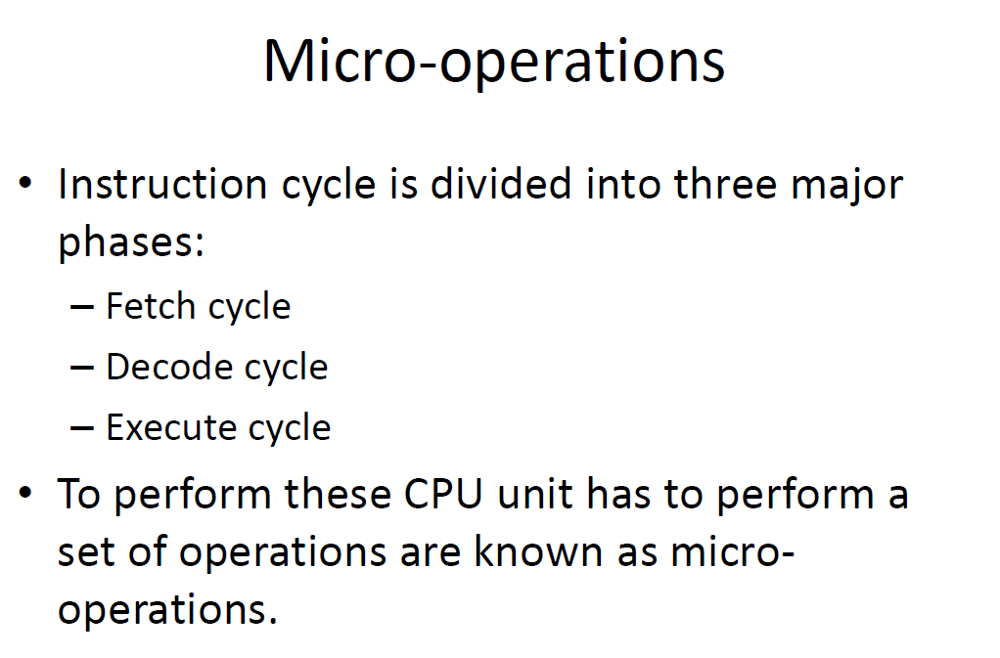 Micro-operations
• Instruction cycle is divided into three major
phases:
– Fetch cycle
– Decode cycle
– Execute cycle
• To perform these CPU unit has to perform a
set of operations are known as micro-
operations.